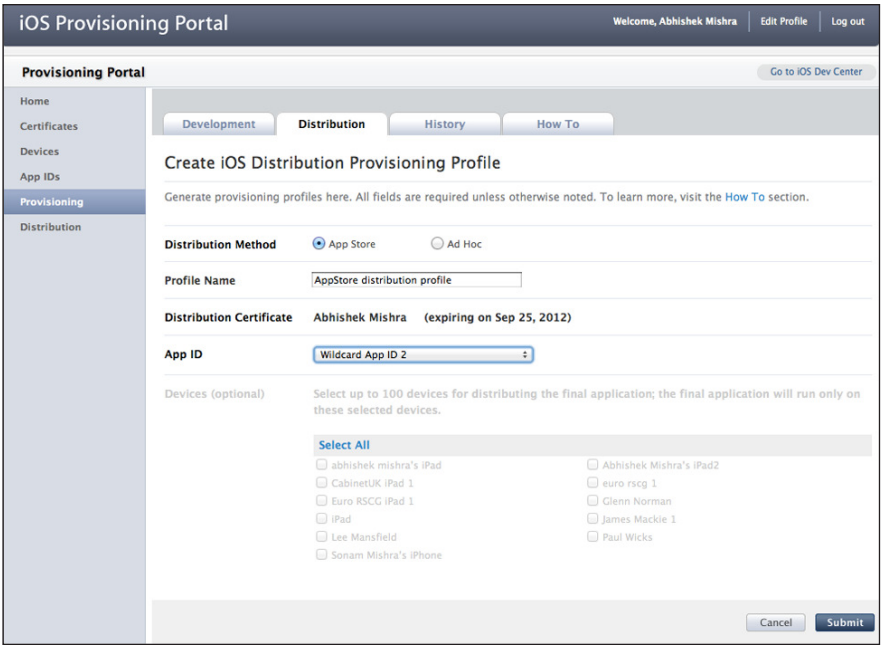 iOS Provisioning Portal
Welcome, Abhishek Mishra
Edit Profile
Log out
Provisioning Portal
Go to iOS Dev Center
Home
Certificates
Devices
App IDs
Provisioning
Distribution
Development
Distribution
History
How To
Create iOS Distribution Provisioning Profile
Generate provisioning profiles here. All fields are required unless otherwise noted. To learn more, visit the How To section.
Distribution Method
App Store
Ad Hoc
Profile Name
AppStore distribution profile
Distribution Certificate
Abhishek Mishra (expiring on Sep 25, 2012)
App ID
Wildcard App ID 2
Devices (optional)
Select up to 100 devices for distributing the final application; the final application will run only on
these selected devices.
Select All
abhishek mishra's iPad
Abhishek Mishra's iPad2
CabinetUK iPad 1
euro rscg 1
Euro RSCG iPad 1
Glenn Norman
iPad
James Mackie 1
Lee Mansfield
Paul Wicks
Sonam Mishra's iPhone
Cancel
Submit